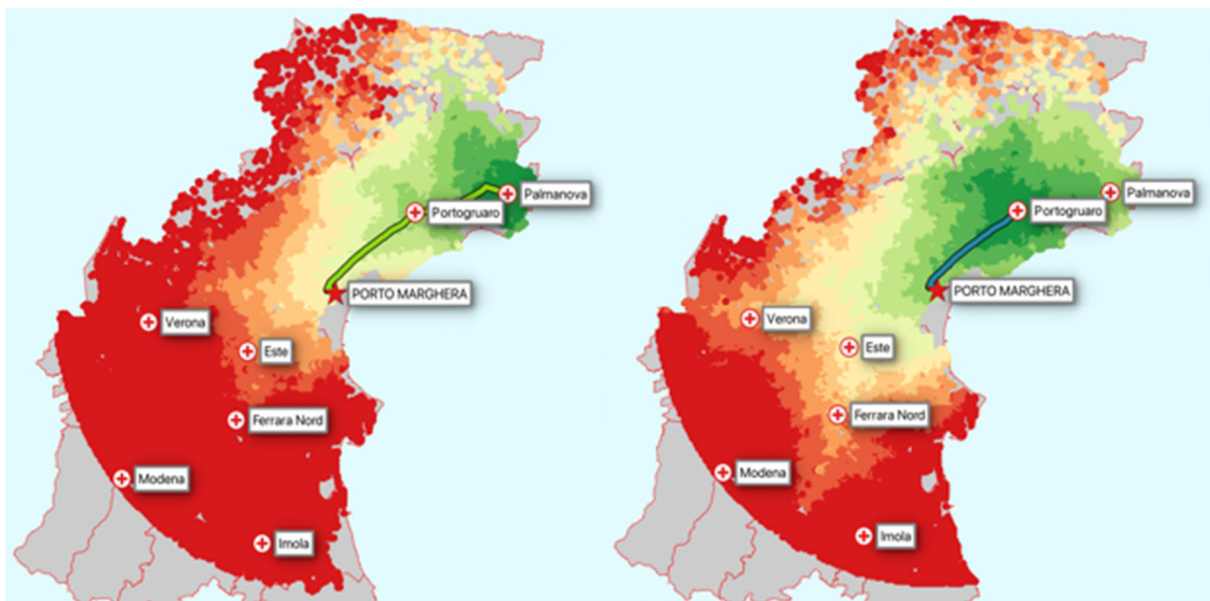 Palmanova
Portogruaro
PORTO MARGHERA
Verona
Este
Ferrara Nord
Modena
Imola
Palmanova
Portogruaro
PORTO MARGHERA
Verona
Este
Ferrara Nord
Modena
Imola